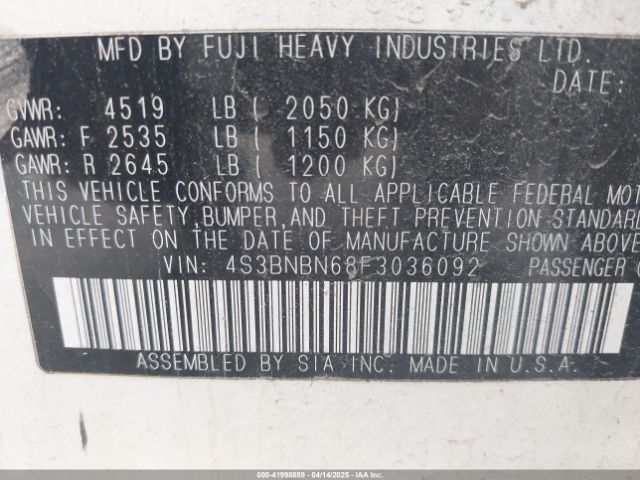 MFD BY FUJI HEAVY INDUSTRIES LTD.
DATE:
GVWR: 4519 LB ( 2050 KG)
GAWR: F 2535 LB ( 1150 KG)
GAWR: R 2645 LB ( 1200 KG)
THIS VEHICLE CONFORMS TO ALL APPLICABLE FEDERAL MOT
VEHICLE SAFETY, BUMPER, AND THEFT PREVENTION STANDARD
IN EFFECT ON THE DATE OF MANUFACTURE SHOWN ABOVE
VIN: 4S3BNBN68F3036092 PASSENGER
ASSEMBLED BY SIA INC. MADE IN U.S.A.
000-41998889 04/14/2025 COPART